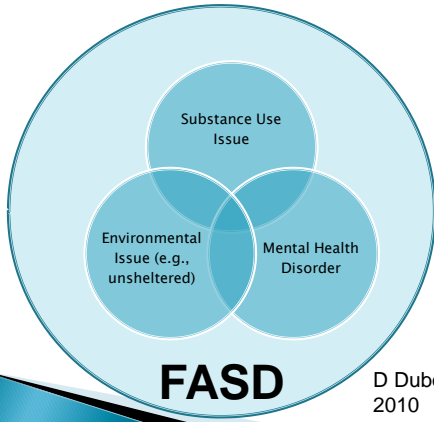 Substance Use
Issue
Environmental
Issue (e.g.,
unsheltered)
Mental Health
Disorder
FASD
2010